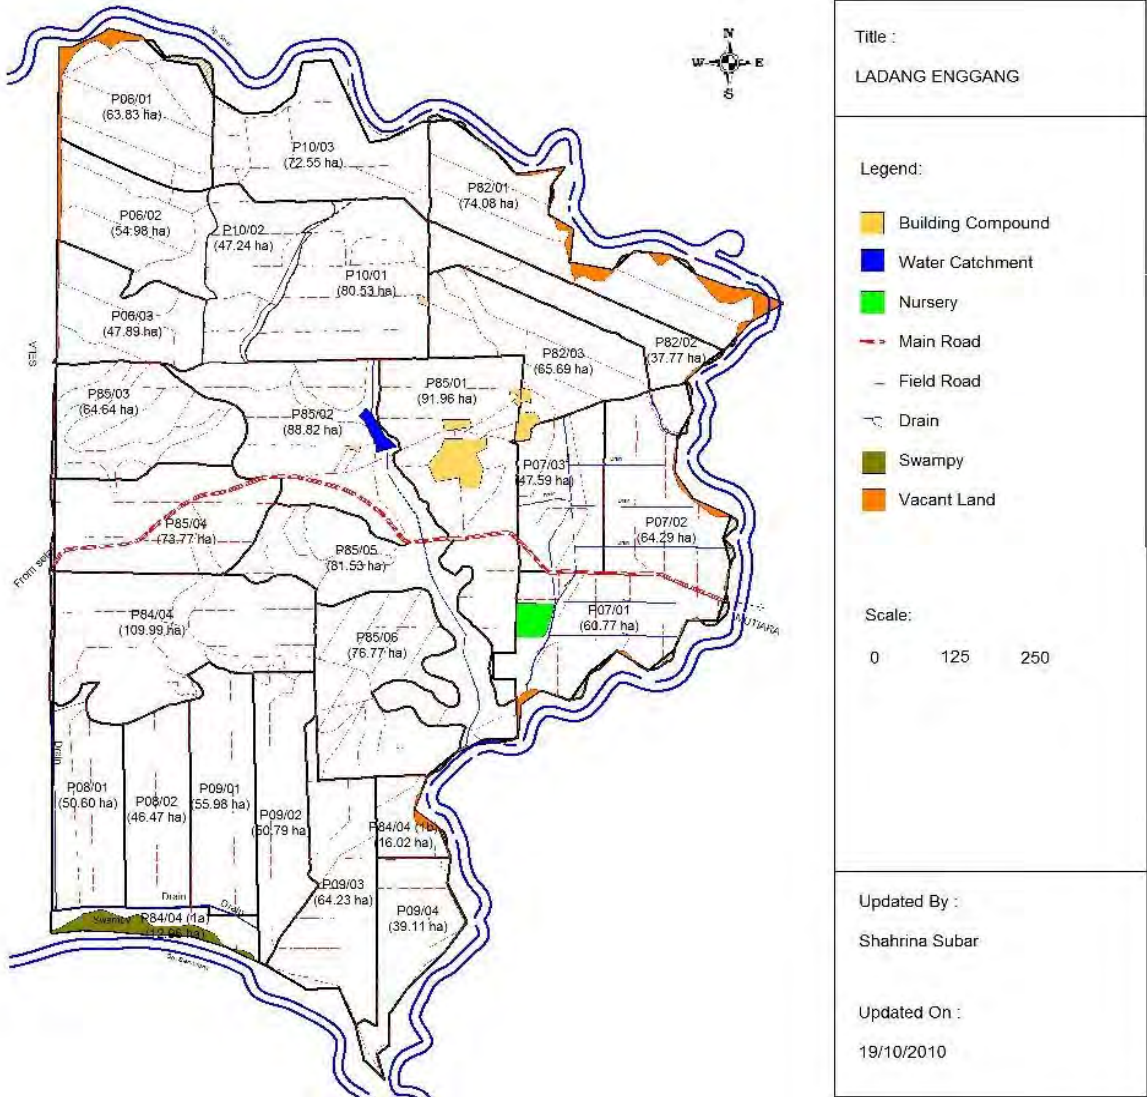 N
W E
S
Title :
LADANG ENGGANG
Legend:
Building Compound
Water Catchment
Nursery
Main Road
Field Road
Drain
Swampy
Vacant Land
Scale:
0 125 250
Updated By :
Shahrina Subar
Updated On :
19/10/2010
P06/01
(63.83 ha)
P10/03
(72.55 ha)
P82/01
(74.08 ha)
P06/02
(54.98 ha)
P10/02
(47.24 ha)
P10/01
(80.53 ha)
P06/03
(47.89 ha)
SELA
P82/03
(65.69 ha)
P82/02
(37.77 ha)
P85/03
(64.64 ha)
P85/02
(88.82 ha)
P85/01
(91.96 ha)
P07/03
(47.59 ha)
P85/04
(73.77 ha)
P07/02
(64.29 ha)
P85/05
(81.53 ha)
From sela
P84/04
(109.99 ha)
P07/01
(60.77 ha)
MUTIARA
P85/06
(76.77 ha)
Drain
P08/01
(50.60 ha)
P08/02
(46.47 ha)
P09/01
(55.98 ha)
P09/02
(50.79 ha)
P84/04 (1b)
(16.02 ha)
P09/03
(64.23 ha)
P09/04
(39.11 ha)
Drain
Drain
Swampy
P84/04 (1a)